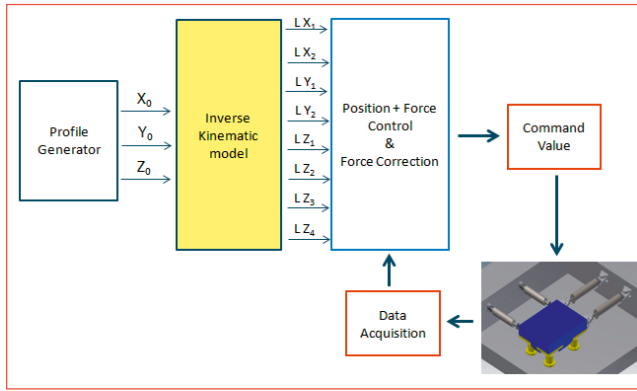 Profile
Generator
X₀
Y₀
Z₀
Inverse
Kinematic
model
L X₁
L X₂
L Y₁
L Y₂
L Z₁
L Z₂
L Z₃
L Z₄
Position + Force
Control
&
Force Correction
Command
Value
Data
Acquisition